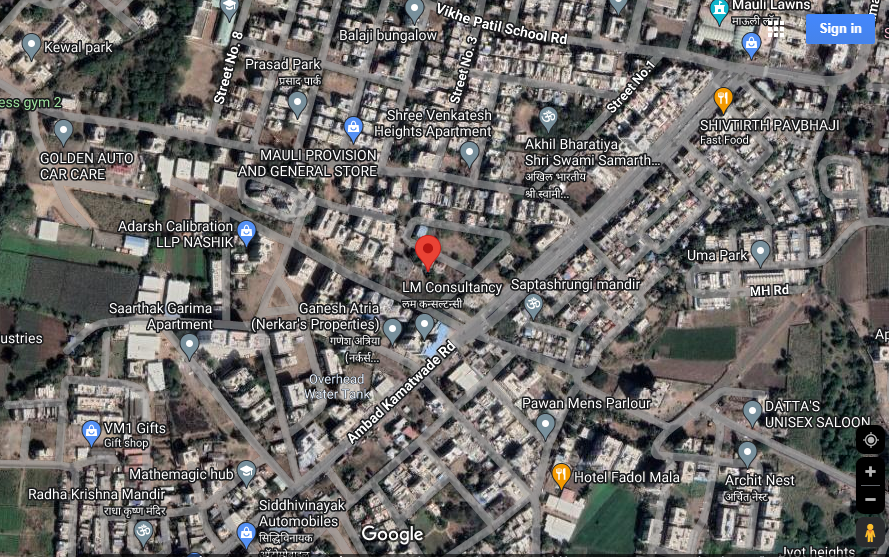 Mauli Lawns
माऊली लॉन्स
Sign in
Vikhe Patil School Rd
Balaji bungalow
Kewal park
Street No. 8
Street No. 3
Street No.1
Prasad Park
प्रसाद पार्क
ess gym 2
SHIVTIRTH PAVBHAJI
Fast Food
Shree Venkatesh
Heights Apartment
GOLDEN AUTO
CAR CARE
MAULI PROVISION
AND GENERAL STORE
Akhil Bharatiya
Shri Swami Samarth...
अखिल भारतीय
श्री स्वामी...
Adarsh Calibration
LLP NASHIK
Uma Park
LM Consultancy
लम कन्सल्टन्सी
Saptashrungi mandir
MH Rd
Saarthak Garima
Apartment
Ganesh Atria
(Nerkar's Properties)
गणेश अत्रिया
(नर्कर्स...
ustries
Ap
Overhead
Water Tank
Ambad Kamatwade Rd
Pawan Mens Parlour
DATTA'S
UNISEX SALOON
VM1 Gifts
Gift shop
Mathemagic hub
Hotel Fadol Mala
Archit Nest
अर्चित नेस्ट
Radha Krishna Mandir
राधा कृष्ण मंदिर
Siddhivinayak
Automobiles
सिद्धिविनायक
ऑटोमोबाइल
Google
Jyot heights